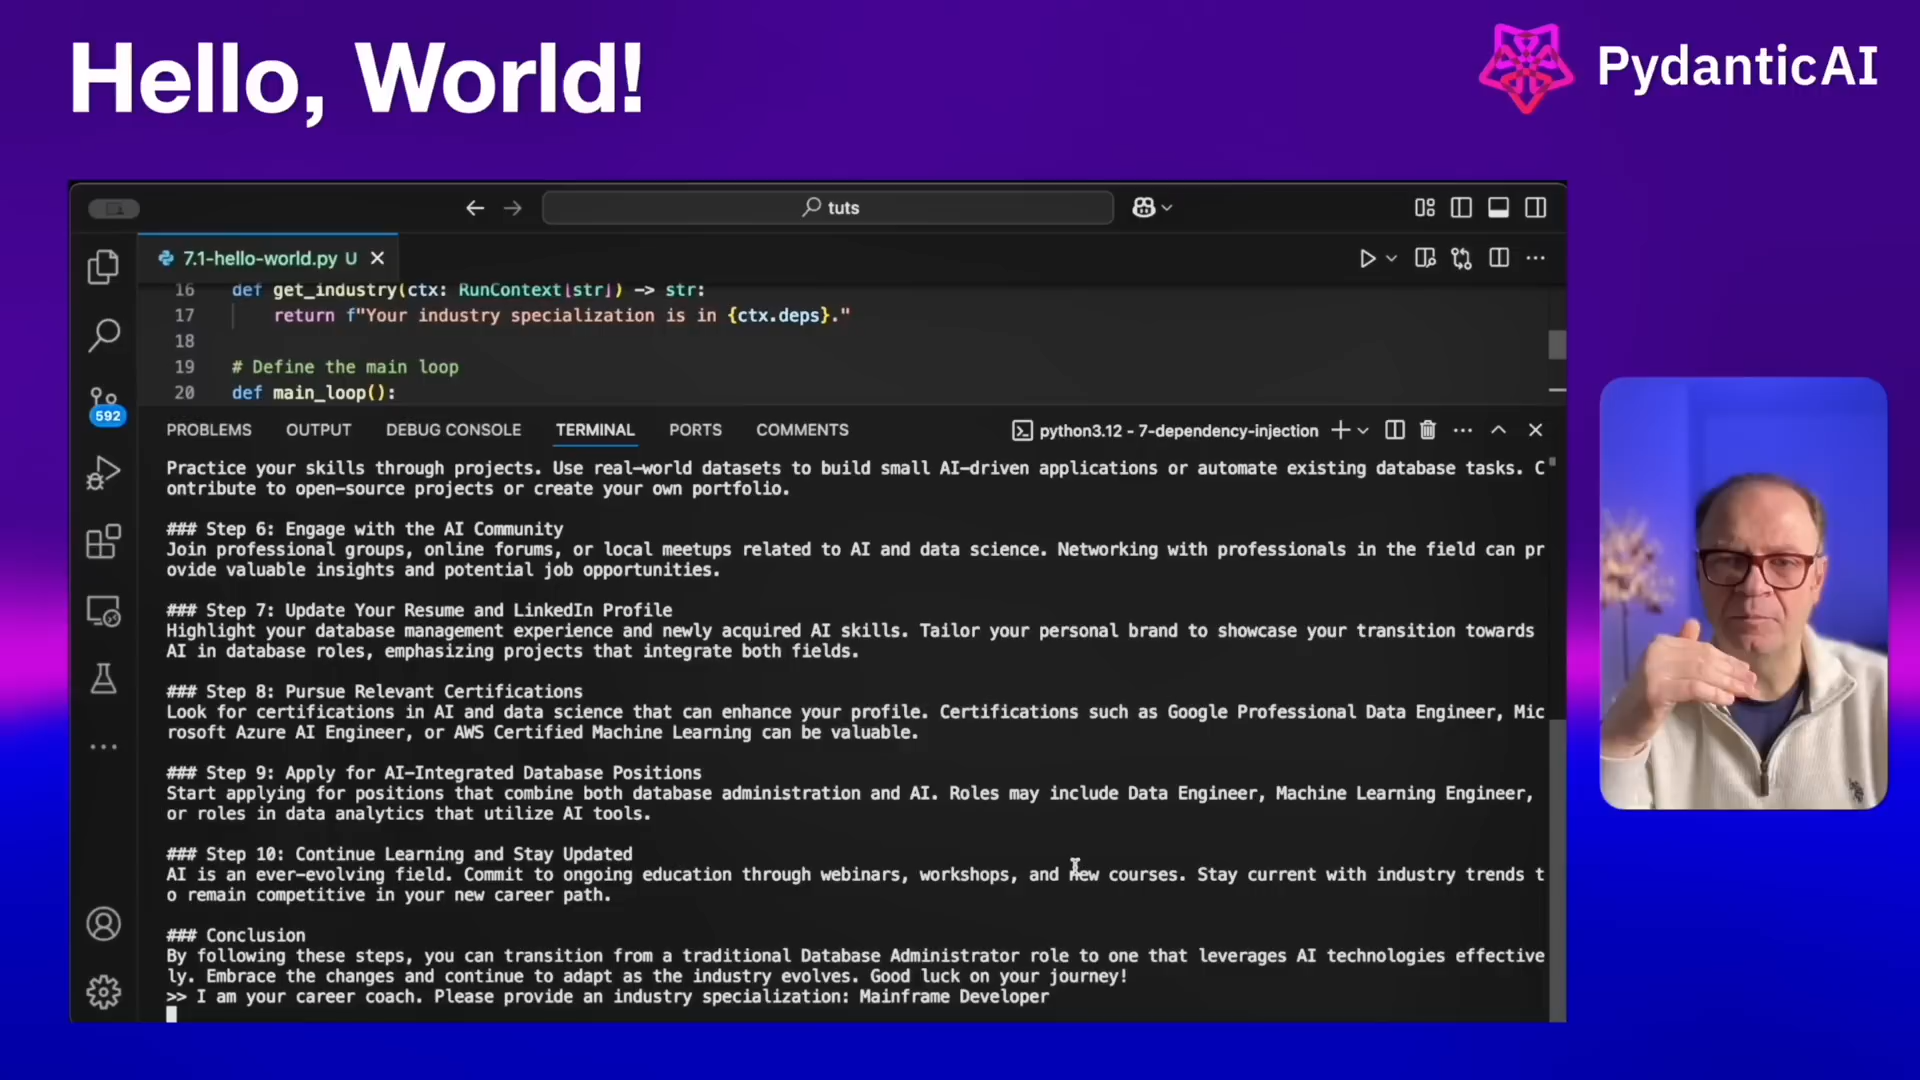 Hello, World!
PydanticAI
tuts
7.1-hello-world.py U
16 def get_industry(ctx: RunContext[str]) -> str:
17 return f"Your industry specialization is in {ctx.deps}."
18
19 # Define the main loop
20 def main_loop():
592
PROBLEMS OUTPUT DEBUG CONSOLE TERMINAL PORTS COMMENTS python3.12 - 7-dependency-injection
Practice your skills through projects. Use real-world datasets to build small AI-driven applications or automate existing database tasks. C
ontribute to open-source projects or create your own portfolio.
### Step 6: Engage with the AI Community
Join professional groups, online forums, or local meetups related to AI and data science. Networking with professionals in the field can pr
ovide valuable insights and potential job opportunities.
### Step 7: Update Your Resume and LinkedIn Profile
Highlight your database management experience and newly acquired AI skills. Tailor your personal brand to showcase your transition towards
AI in database roles, emphasizing projects that integrate both fields.
### Step 8: Pursue Relevant Certifications
Look for certifications in AI and data science that can enhance your profile. Certifications such as Google Professional Data Engineer, Mic
rosoft Azure AI Engineer, or AWS Certified Machine Learning can be valuable.
### Step 9: Apply for AI-Integrated Database Positions
Start applying for positions that combine both database administration and AI. Roles may include Data Engineer, Machine Learning Engineer,
or roles in data analytics that utilize AI tools.
### Step 10: Continue Learning and Stay Updated
AI is an ever-evolving field. Commit to ongoing education through webinars, workshops, and new courses. Stay current with industry trends t
o remain competitive in your new career path.
### Conclusion
By following these steps, you can transition from a traditional Database Administrator role to one that leverages AI technologies effective
ly. Embrace the changes and continue to adapt as the industry evolves. Good luck on your journey!
>> I am your career coach. Please provide an industry specialization: Mainframe Developer